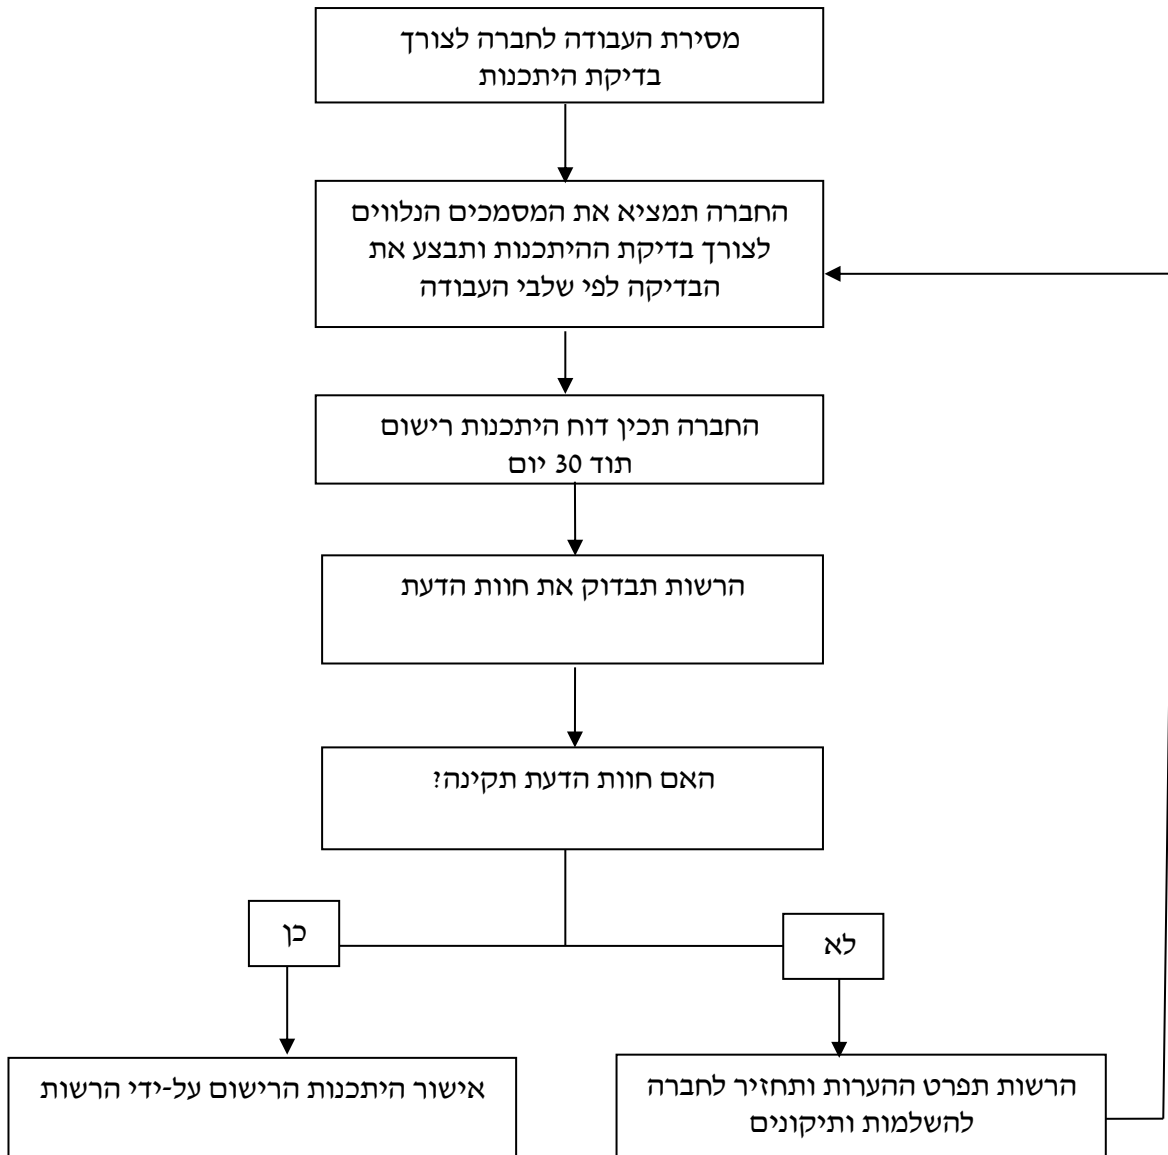 מסירת העבודה לחברה לצורך
בדיקת היתכנות
החברה תמציא את המסמכים הנלווים
לצורך בדיקת ההיתכנות ותבצע את
הבדיקה לפי שלבי העבודה
החברה תכין דוח היתכנות רישום
תוד 30 יום
הרשות תבדוק את חוות הדעת
האם חוות הדעת תקינה?
כן
לא
אישור היתכנות הרישום על-ידי הרשות
הרשות תפרט ההערות ותחזיר לחברה
להשלמות ותיקונים